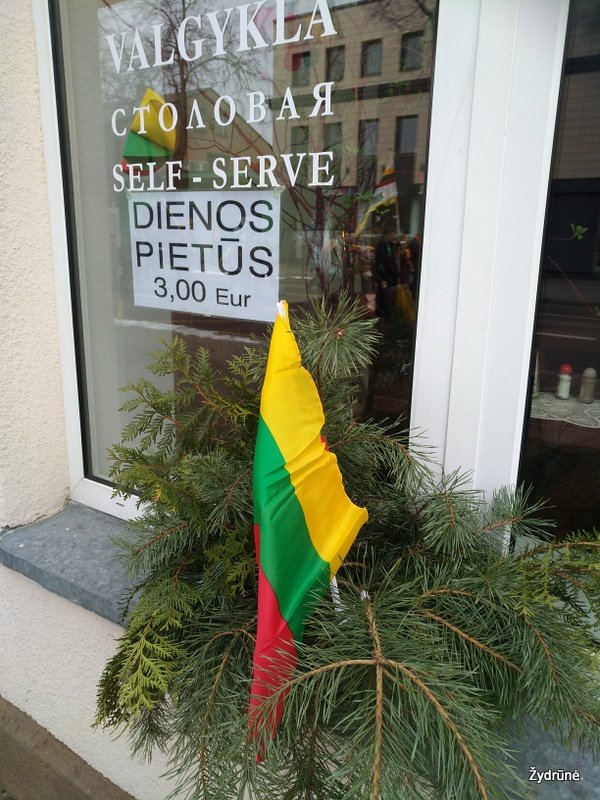 VALGYKLA
СТОЛОВАЯ
SELF-SERVE
DIENOS
PIETŪS
3,00 Eur
Žydrūnė